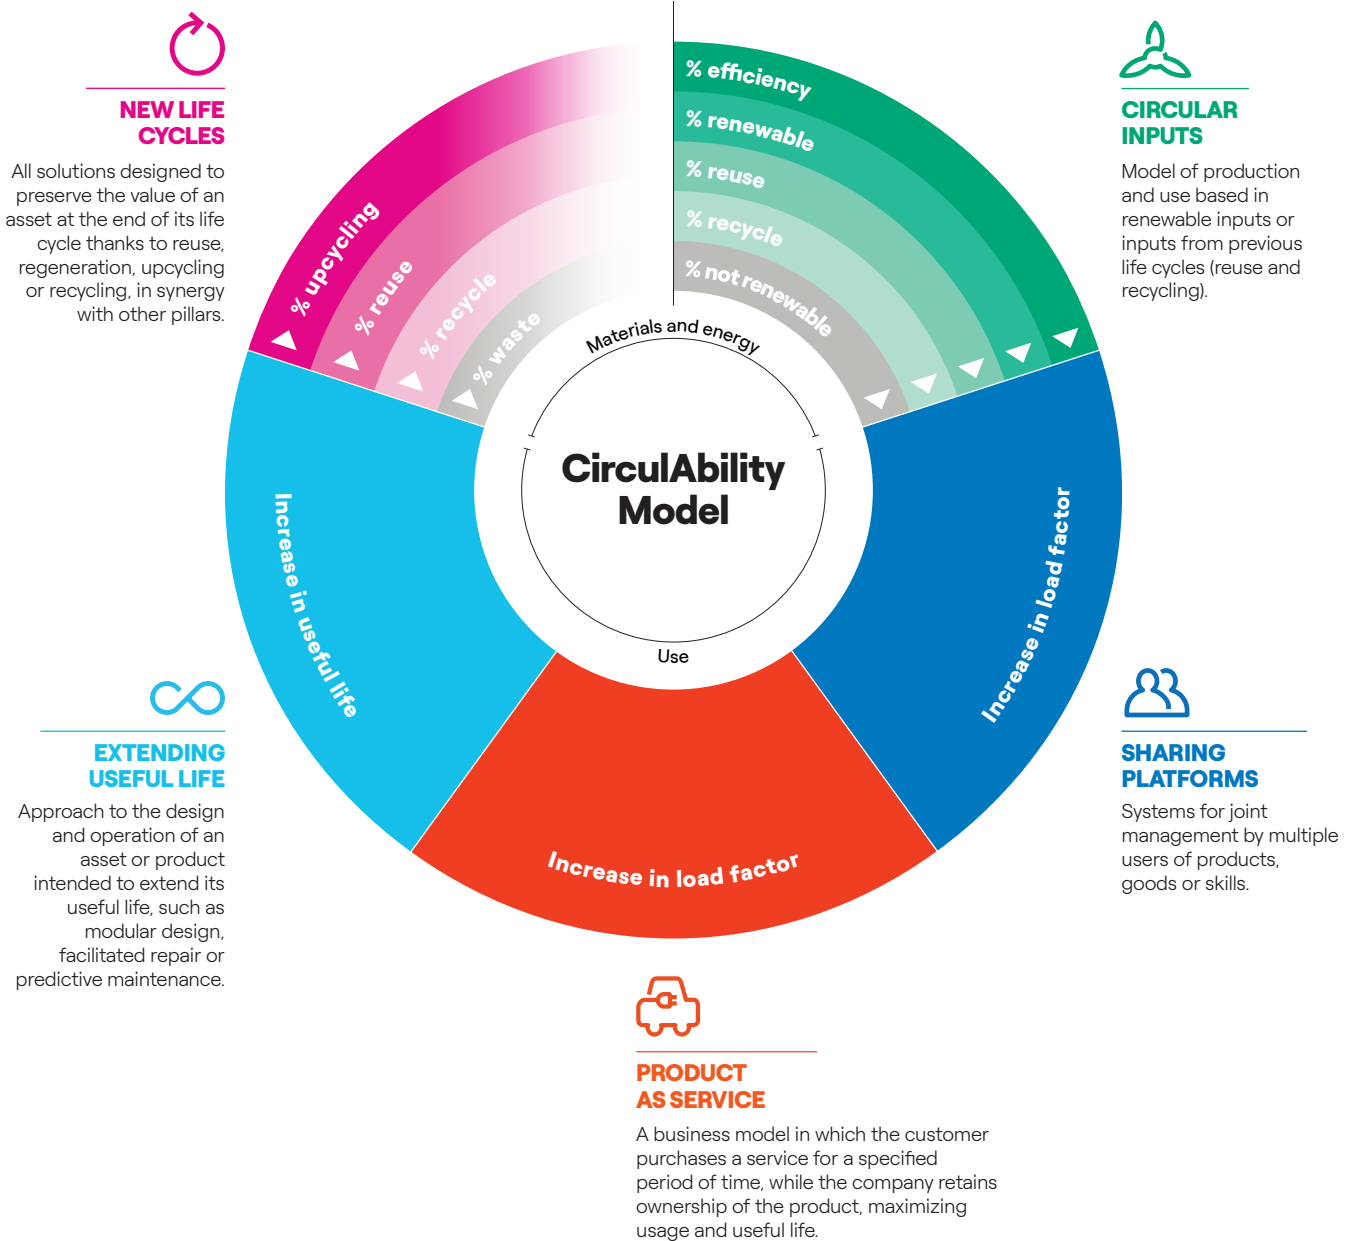 NEW LIFE
CYCLES
All solutions designed to
preserve the value of an
asset at the end of its life
cycle thanks to reuse,
regeneration, upcycling
or recycling, in synergy
with other pillars.
% upcycling
% reuse
% recycle
% waste
% efficiency
% renewable
% reuse
% recycle
% not renewable
CIRCULAR
INPUTS
Model of production
and use based in
renewable inputs or
inputs from previous
life cycles (reuse and
recycling).
Materials and energy
CirculAbility
Model
Use
Increase in useful life
Increase in load factor
Increase in load factor
EXTENDING
USEFUL LIFE
Approach to the design
and operation of an
asset or product
intended to extend its
useful life, such as
modular design,
facilitated repair or
predictive maintenance.
SHARING
PLATFORMS
Systems for joint
management by multiple
users of products,
goods or skills.
PRODUCT
AS SERVICE
A business model in which the customer
purchases a service for a specified
period of time, while the company retains
ownership of the product, maximizing
usage and useful life.